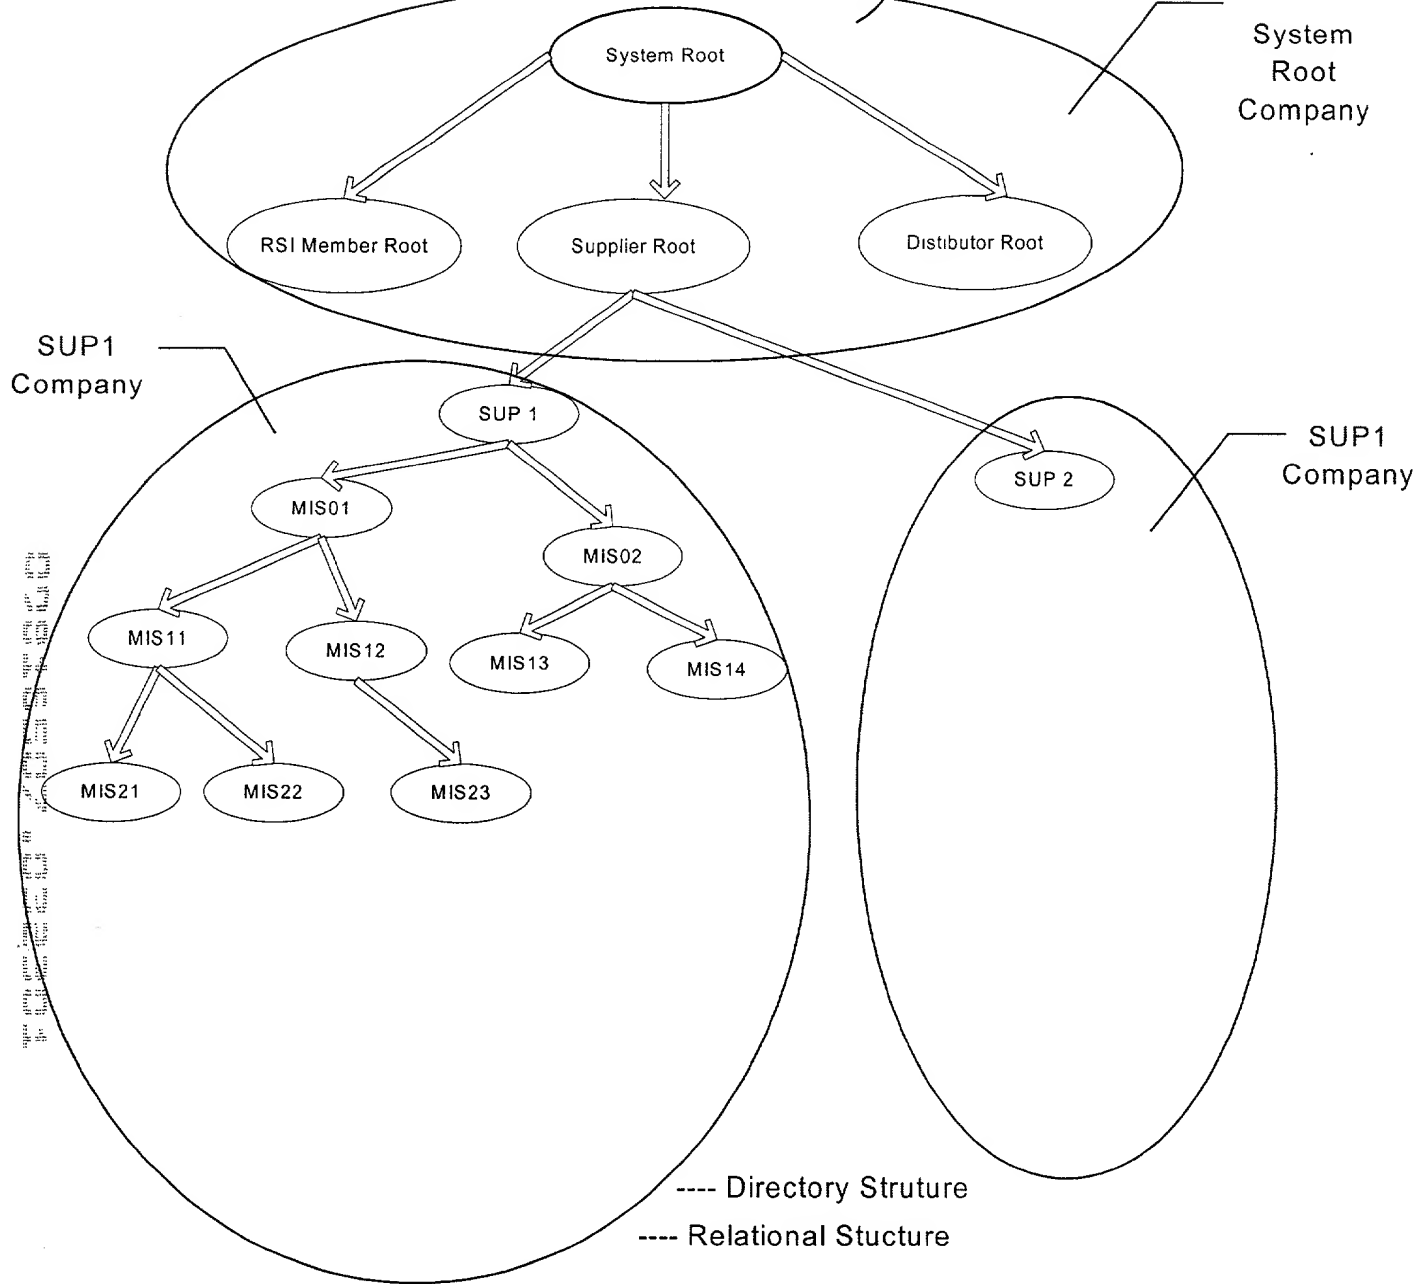 System Root
System
Root
Company
RSI Member Root
Supplier Root
Distibutor Root
SUP1
Company
SUP 1
SUP1
Company
SUP 2
MIS01
MIS02
MIS11
MIS12
MIS13
MIS14
MIS21
MIS22
MIS23
---- Directory Struture
---- Relational Stucture